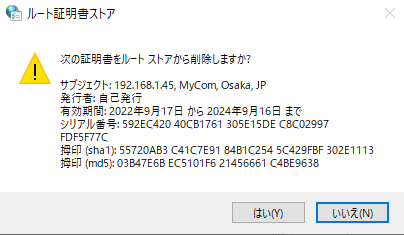 ルート証明書ストア
次の証明書をルート ストアから削除しますか?
サブジェクト: 192.168.1.45, MyCom, Osaka, JP
発行者: 自己発行
有効期間: 2022年9月17日 から 2024年9月16日 まで
シリアル番号: 592EC420 40CB1761 305E15DE C8C02997
FDF5F77C
拇印 (sha1): 55720AB3 C41C7E91 84B1C254 5C429FBF 302E1113
拇印 (md5): 03B47E6B EC5101F6 21456661 C4BE9638
はい(Y)
いいえ(N)